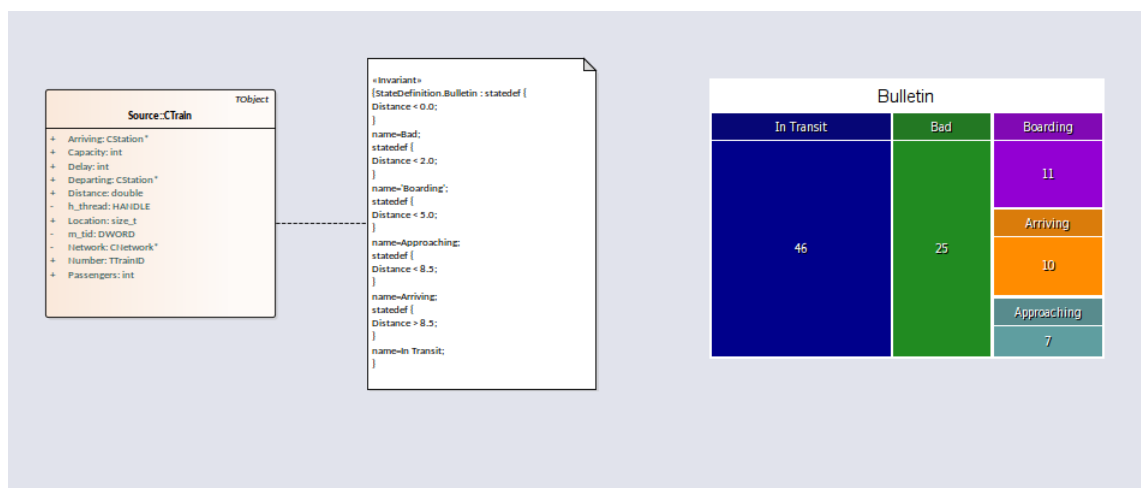 TObject
Source::CTrain
+ Arriving: CStation*
+ Capacity: int
+ Delay: int
+ Departing: CStation*
+ Distance: double
- h_thread: HANDLE
+ Location: size_t
- m_tid: DWORD
- Network: CNetwork*
+ Number: TTrainID
+ Passengers: int
«Invariant»
{StateDefinition.Bulletin : statedef {
Distance < 0.0;
}
name=Bad;
statedef {
Distance < 2.0;
}
name='Boarding';
statedef {
Distance < 5.0;
}
name=Approaching;
statedef {
Distance < 8.5;
}
name=Arriving;
statedef {
Distance > 8.5;
}
name=In Transit;
}
Bulletin
In Transit Bad Boarding
11
Arriving
46 25
10
Approaching
7